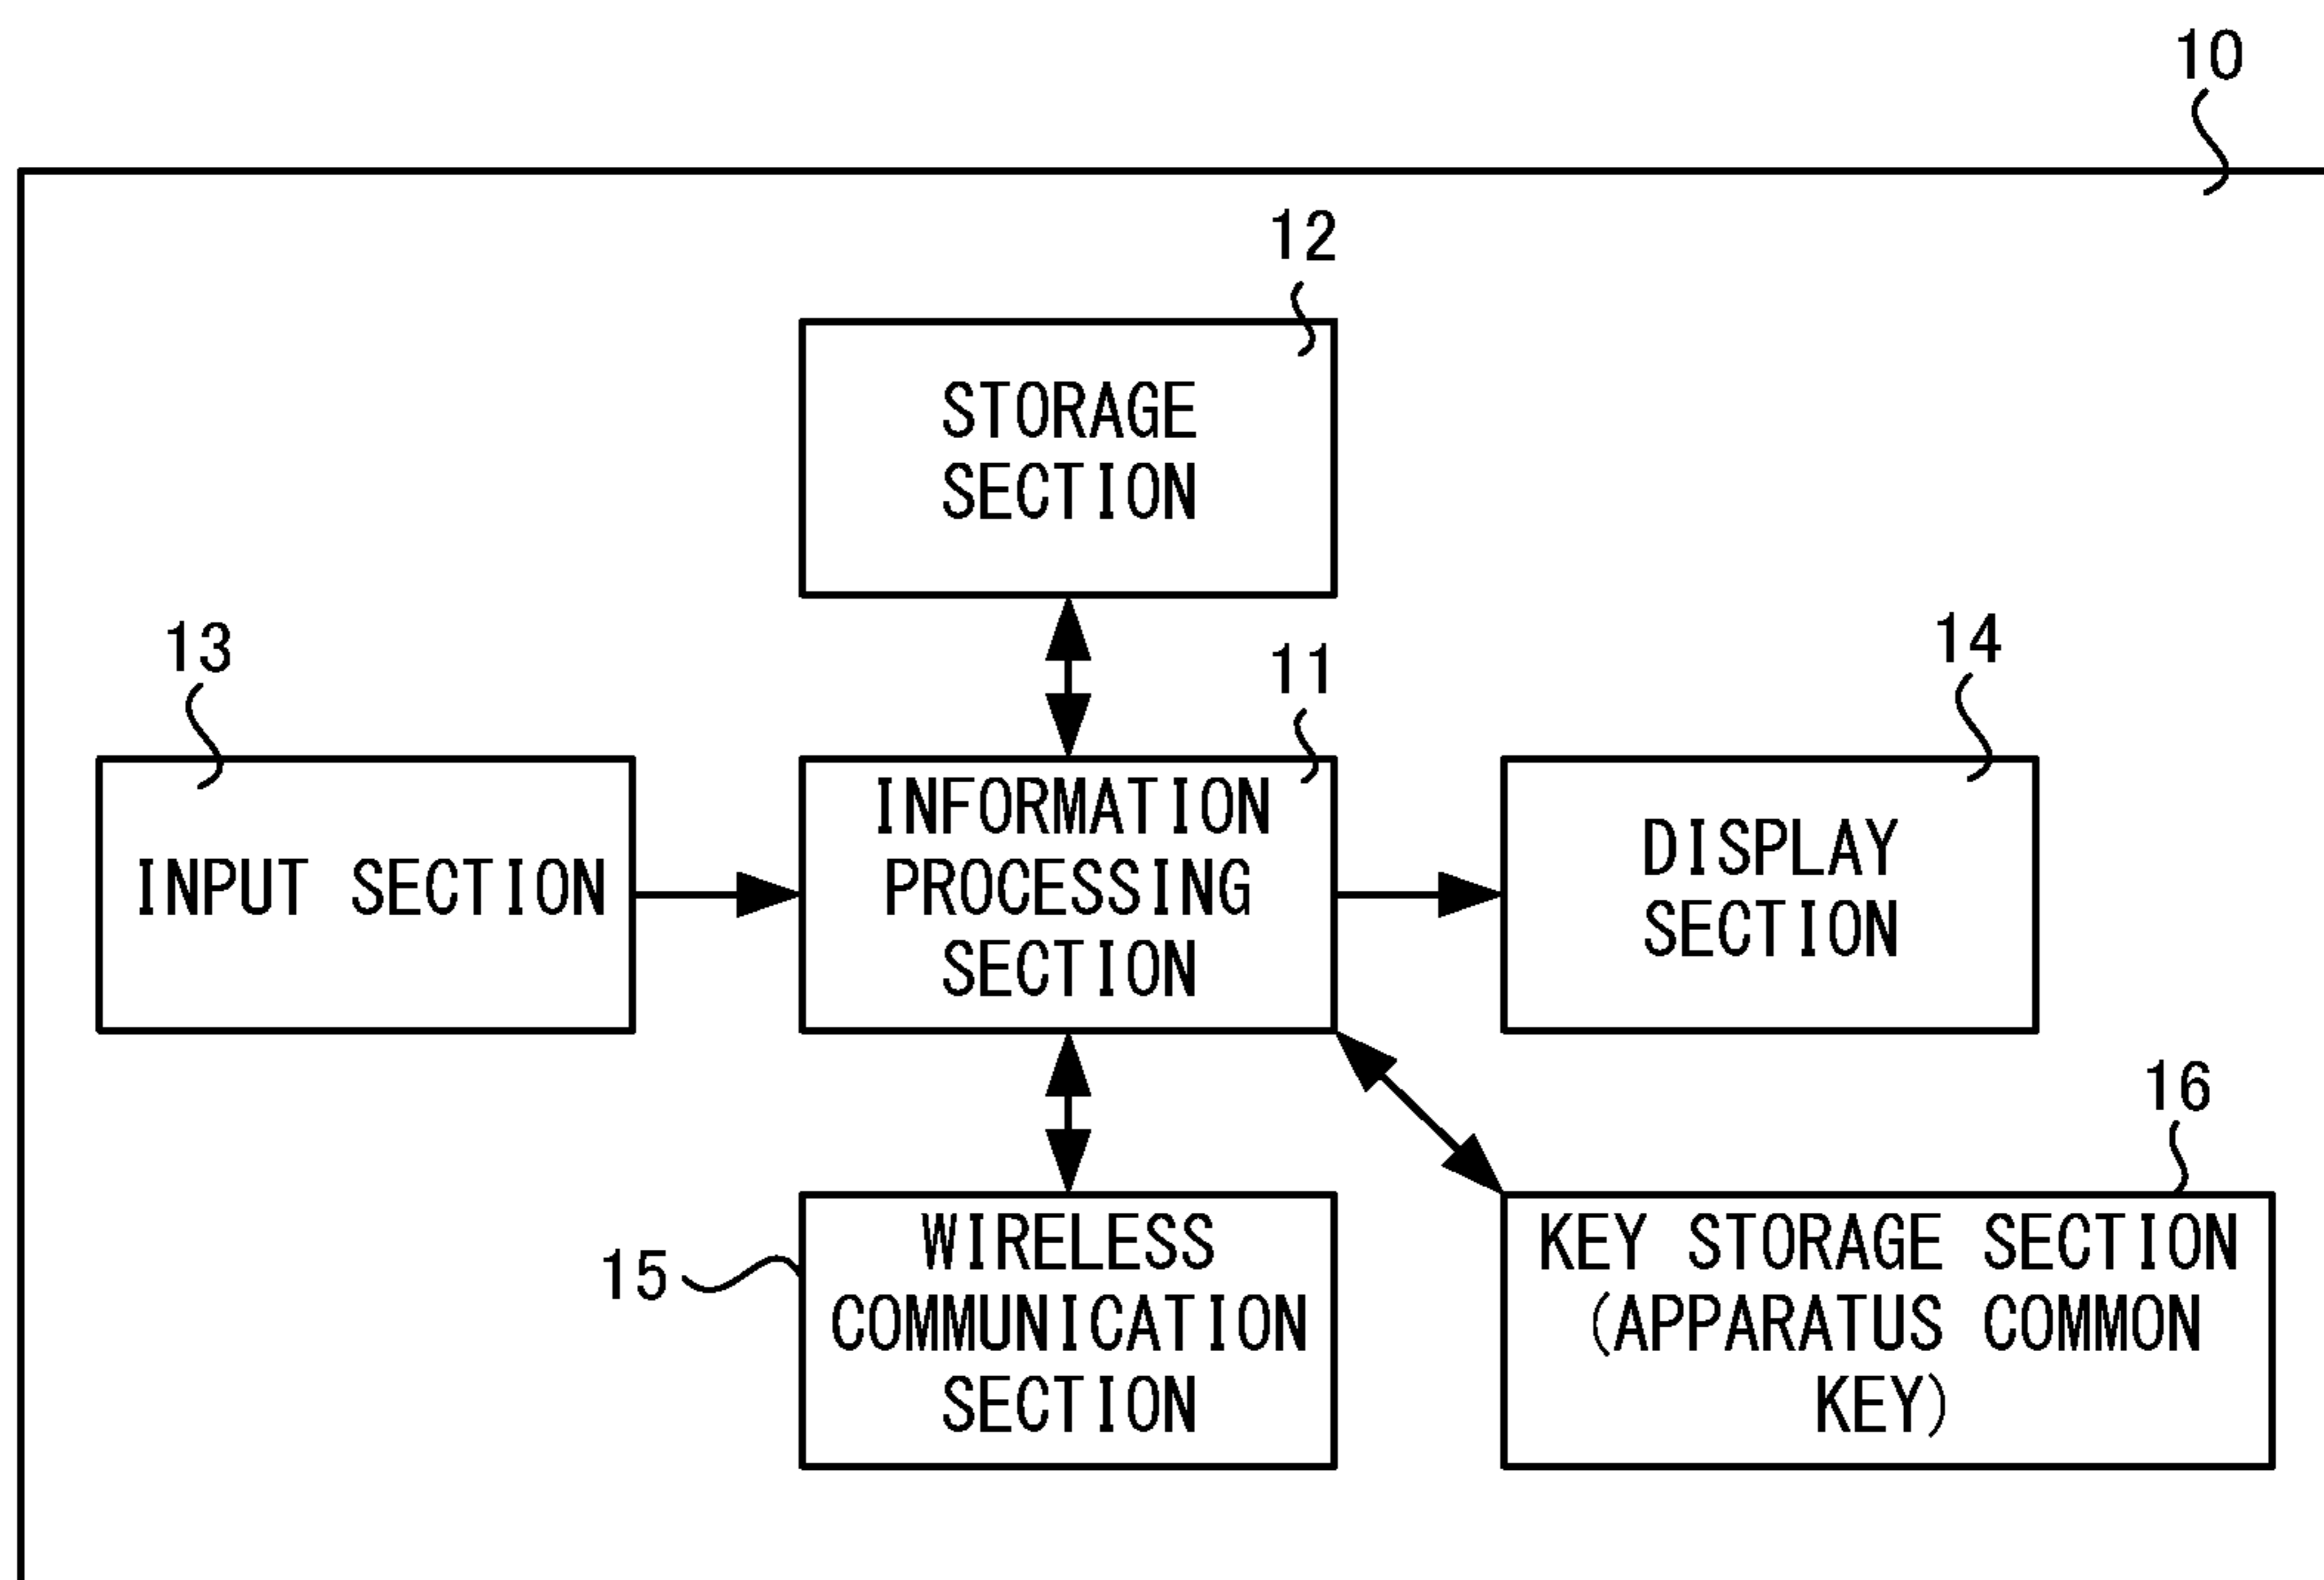 10
12
STORAGE
SECTION
13
11
14
INPUT SECTION
INFORMATION
PROCESSING
SECTION
DISPLAY
SECTION
16
15
WIRELESS
COMMUNICATION
SECTION
KEY STORAGE SECTION
(APPARATUS COMMON
KEY)